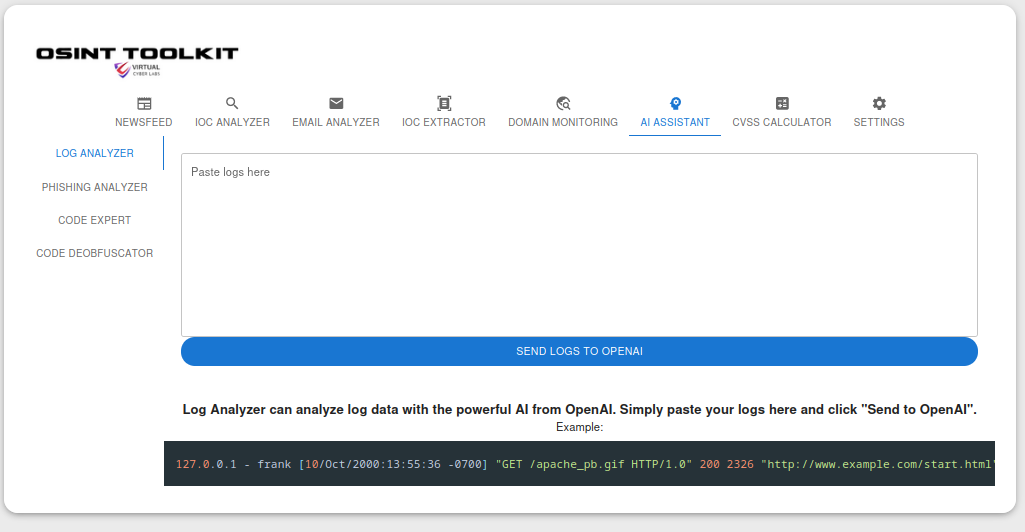 OSINT TOOLKIT
VIRTUAL
CYBER LABS
NEWSFEED IOC ANALYZER EMAIL ANALYZER IOC EXTRACTOR DOMAIN MONITORING AI ASSISTANT CVSS CALCULATOR SETTINGS
LOG ANALYZER
PHISHING ANALYZER
CODE EXPERT
CODE DEOBFUSCATOR
Paste logs here
SEND LOGS TO OPENAI
Log Analyzer can analyze log data with the powerful AI from OpenAI. Simply paste your logs here and click "Send to OpenAI".
Example:
127.0.0.1 - frank [10/Oct/2000:13:55:36 -0700] "GET /apache_pb.gif HTTP/1.0" 200 2326 "http://www.example.com/start.html"